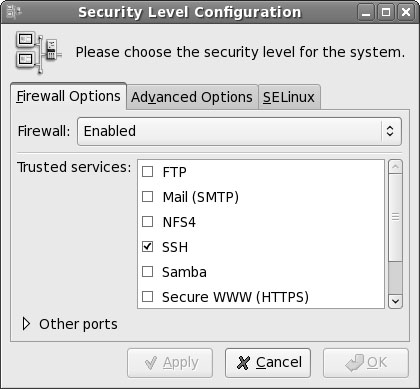 Security Level Configuration
Please choose the security level for the system.
Firewall Options Advanced Options SELinux
Firewall: Enabled
Trusted services:
FTP
Mail (SMTP)
NFS4
SSH
Samba
Secure WWW (HTTPS)
Other ports
Apply Cancel OK